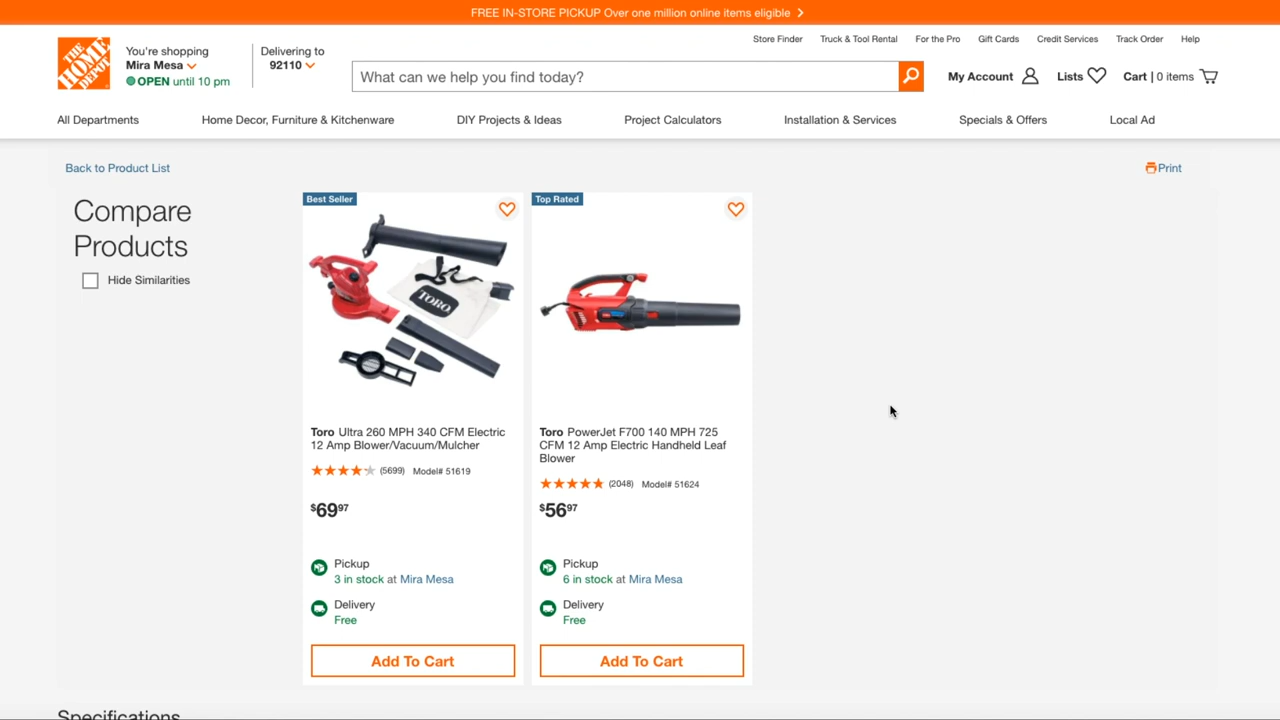 FREE IN-STORE PICKUP Over one million online items eligible
Store Finder Truck & Tool Rental For the Pro Gift Cards Credit Services Track Order Help
THE HOME DEPOT
You're shopping
Mira Mesa
OPEN until 10 pm
Delivering to
92110
What can we help you find today?
My Account Lists Cart | 0 items
All Departments Home Decor, Furniture & Kitchenware DIY Projects & Ideas Project Calculators Installation & Services Specials & Offers Local Ad
Back to Product List
Print
Compare
Products
Hide Similarities
Best Seller
TORO
Toro Ultra 260 MPH 340 CFM Electric
12 Amp Blower/Vacuum/Mulcher
(5699) Model# 51619
$6997
Pickup
3 in stock at Mira Mesa
Delivery
Free
Add To Cart
Top Rated
Toro PowerJet F700 140 MPH 725
CFM 12 Amp Electric Handheld Leaf
Blower
(2048) Model# 51624
$5697
Pickup
6 in stock at Mira Mesa
Delivery
Free
Add To Cart
Specifications